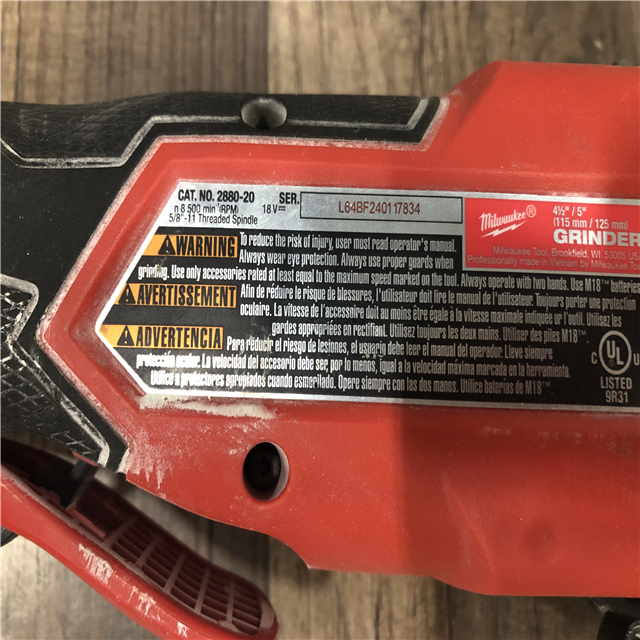 CAT. NO. 2880-20 SER. L64BF240117834
n 8 500 min-1(RPM) 18 V⎓
5/8"-11 Threaded Spindle
WARNING To reduce the risk of injury, user must read operator's manual.
Always wear eye protection. Always use proper guards when
grinding. Use only accessories rated at least equal to the maximum speed marked on the tool. Always operate with two hands. Use M18™ batteries
AVERTISSEMENT Afin de réduire le risque de blessures, l'utilisateur doit lire le manuel de l'utilisateur. Toujours porter une protection
oculaire. La vitesse de l'accessoire doit au moins être égale à la vitesse maximale indiquée sur l'outil. Utilisez les
gardes appropriées en rectifiant. Utilisez toujours les deux mains. Utiliser des piles M18™
ADVERTENCIA Para reducir el riesgo de lesiones, el usuario debe leer el manual del operador. Lleve siempre
protección ocular. La velocidad del accesorio debe ser, por lo menos, igual a la velocidad máxima marcada en la herramienta.
Utilice protectores apropiados cuando esmerilado. Opere siempre con las dos manos. Utilice baterías de M18™
Milwaukee®
4½" / 5"
(115 mm / 125 mm)
GRINDER
Milwaukee Tool, Brookfield, WI 53005 USA
Professionally made in Vietnam by Milwaukee
C UL
LISTED
9R31